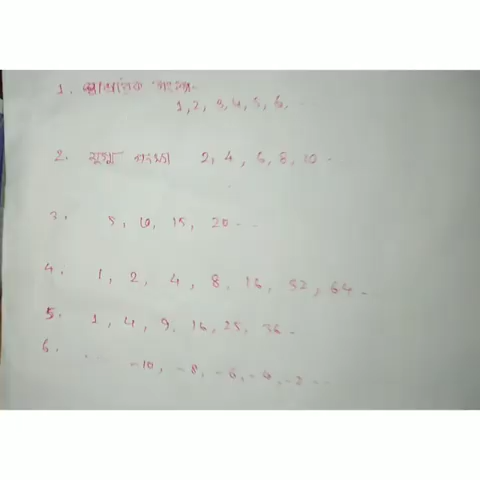 1. স্বাভাবিক সংখ্যা
1, 2, 3, 4, 5, 6, ..
2. যুগ্ম সংখ্যা 2, 4, 6, 8, 10 ..
3. 5, 10, 15, 20 ...
4. 1, 2, 4, 8, 16, 32, 64 ..
5. 1, 4, 9, 16, 25, 36 ..
6. ... -10, -8, -6, -4, -2 ...